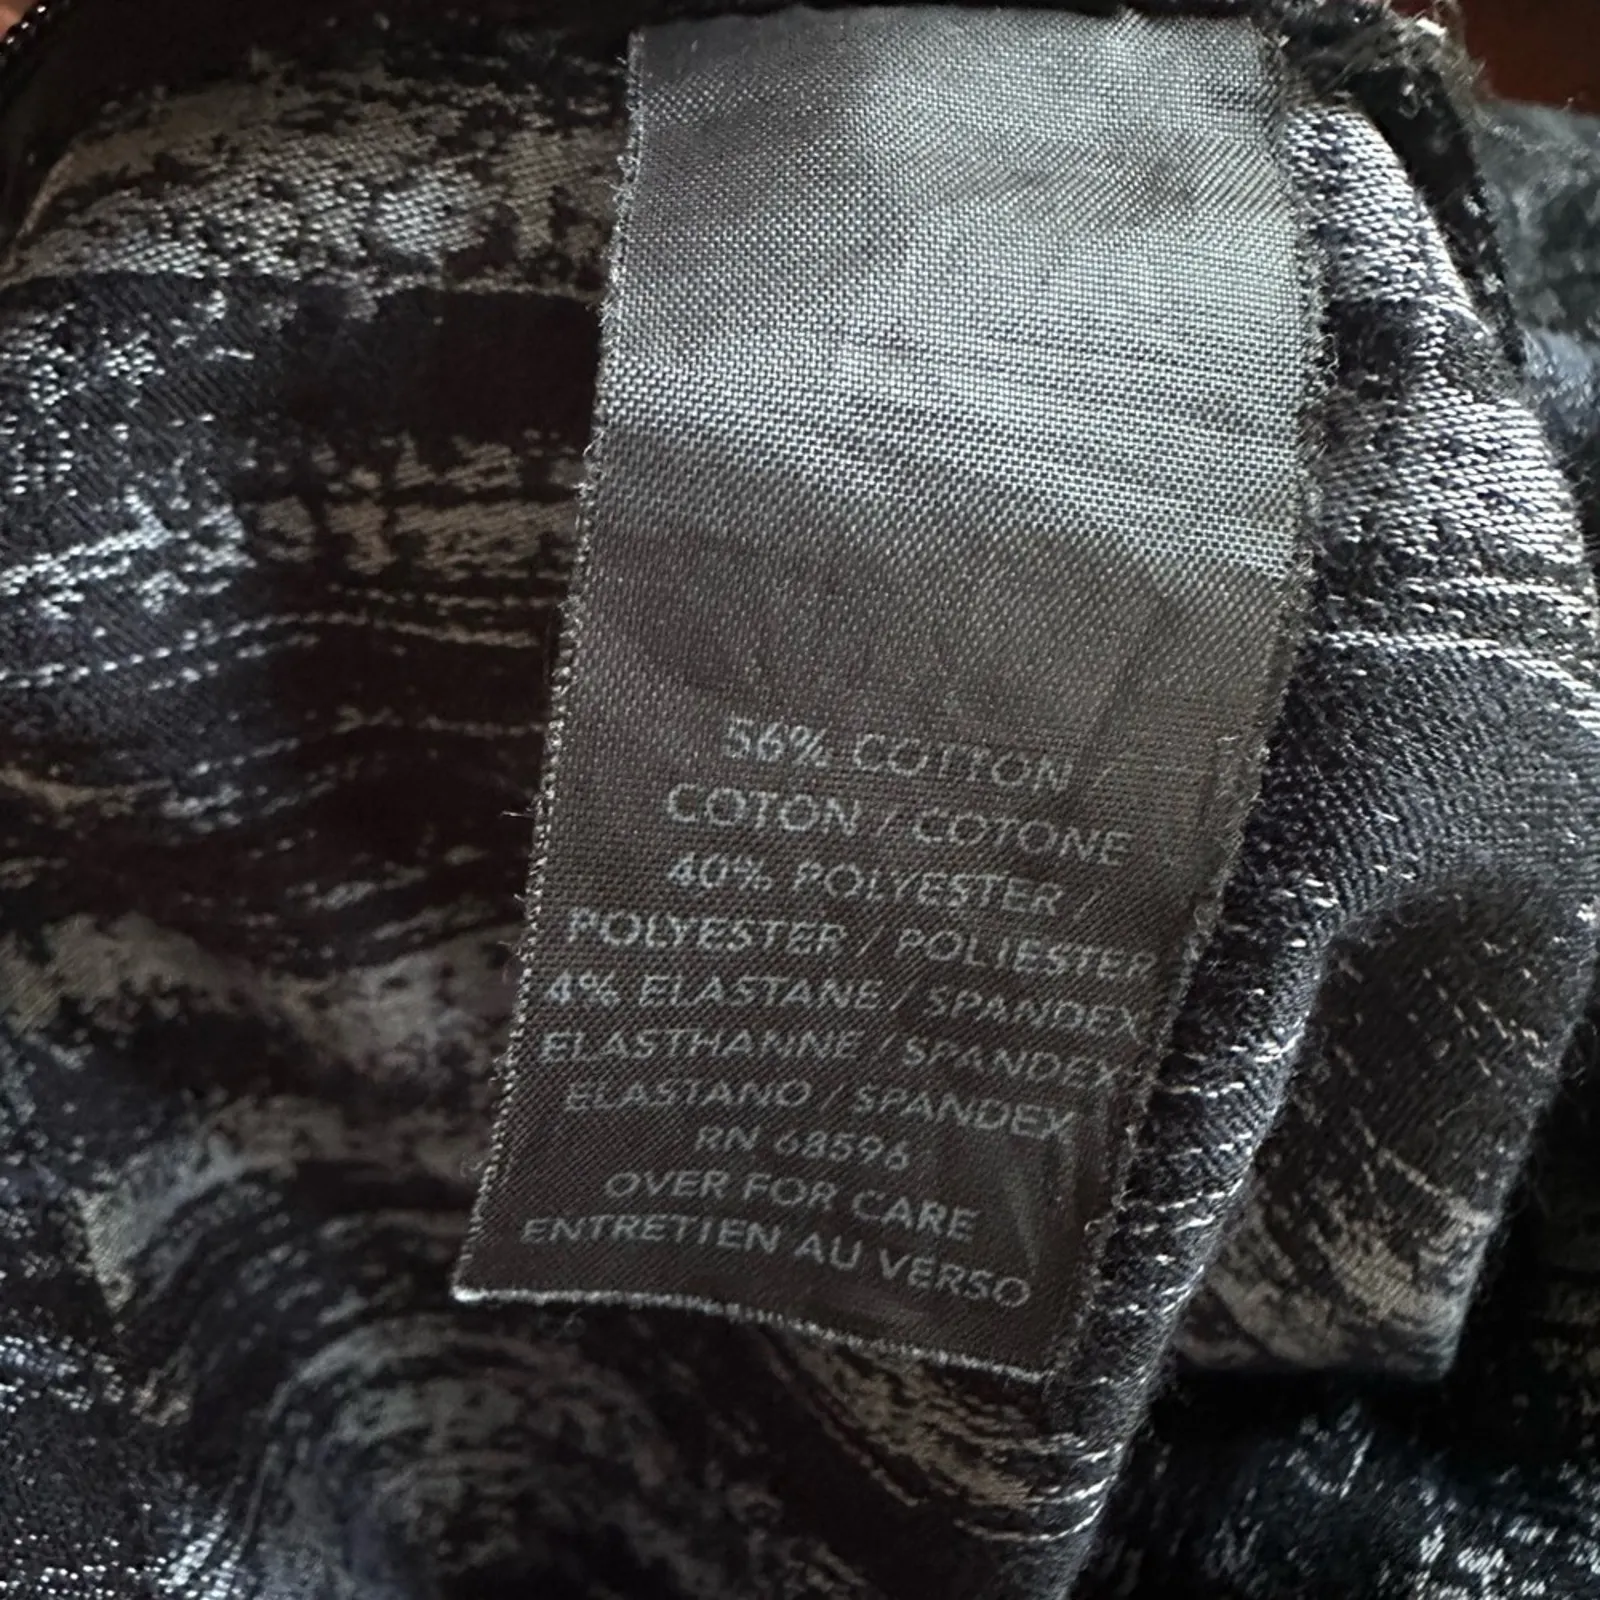 56% COTTON /
COTON / COTONE
40% POLYESTER /
POLYESTER / POLIESTER
4% ELASTANE / SPANDEX
ELASTHANNE / SPANDEX
ELASTANO / SPANDEX
RN 68596
OVER FOR CARE
ENTRETIEN AU VERSO